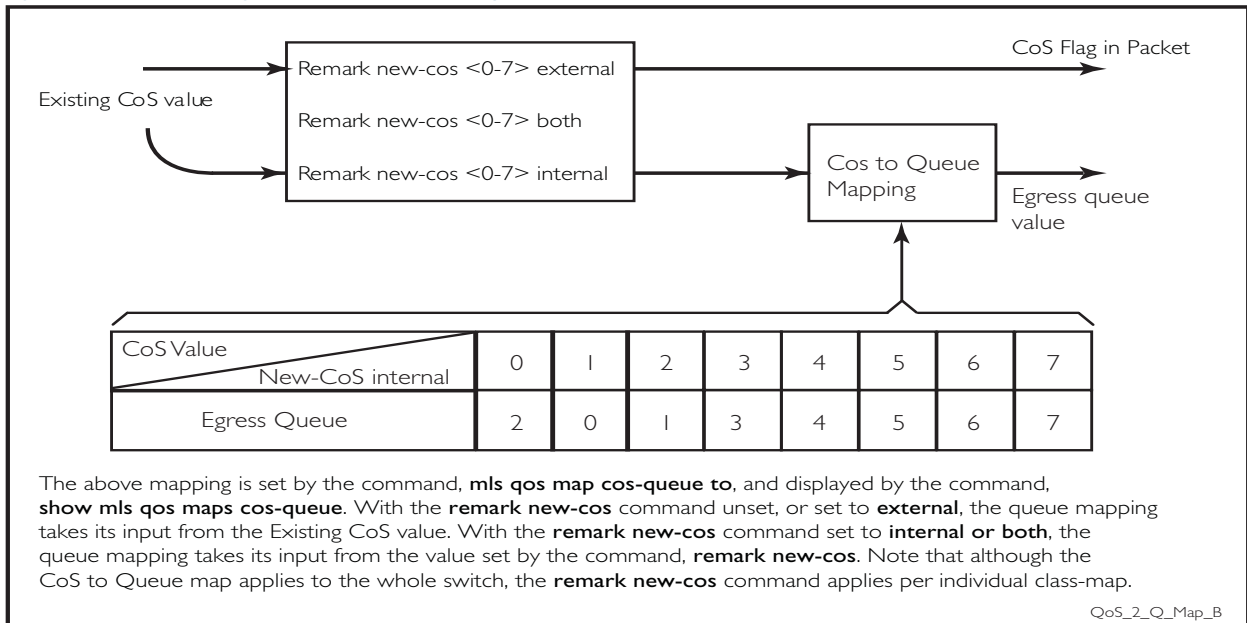 CoS Flag in Packet
Remark new-cos <0-7> external
Existing CoS value
Remark new-cos <0-7> both
Remark new-cos <0-7> internal
Cos to Queue
Mapping
Egress queue
value
CoS Value
New-CoS internal
0 1 2 3 4 5 6 7
Egress Queue 2 0 1 3 4 5 6 7
The above mapping is set by the command, mls qos map cos-queue to, and displayed by the command,
show mls qos maps cos-queue. With the remark new-cos command unset, or set to external, the queue mapping
takes its input from the Existing CoS value. With the remark new-cos command set to internal or both, the
queue mapping takes its input from the value set by the command, remark new-cos. Note that although the
CoS to Queue map applies to the whole switch, the remark new-cos command applies per individual class-map.
QoS_2_Q_Map_B